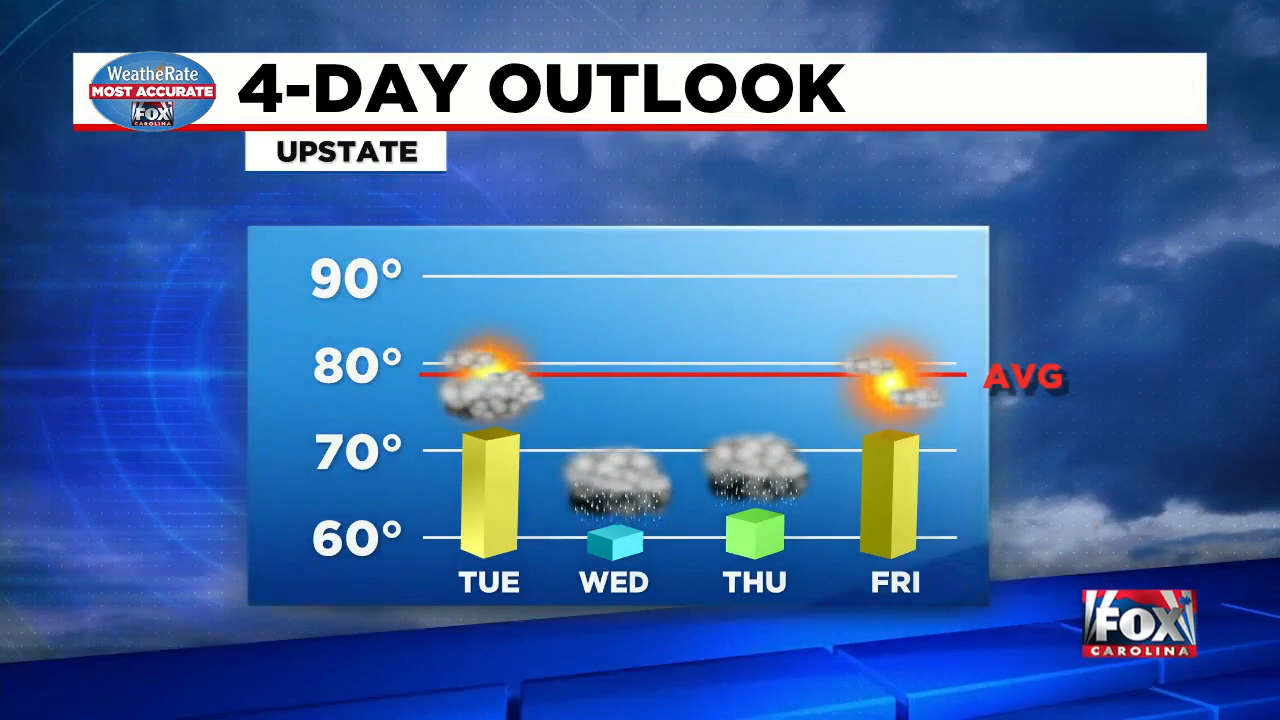 WeatheRate
MOST ACCURATE
FOX
CAROLINA
4-DAY OUTLOOK
UPSTATE
90°
80°
AVG
70°
60°
TUE WED THU FRI
FOX
CAROLINA